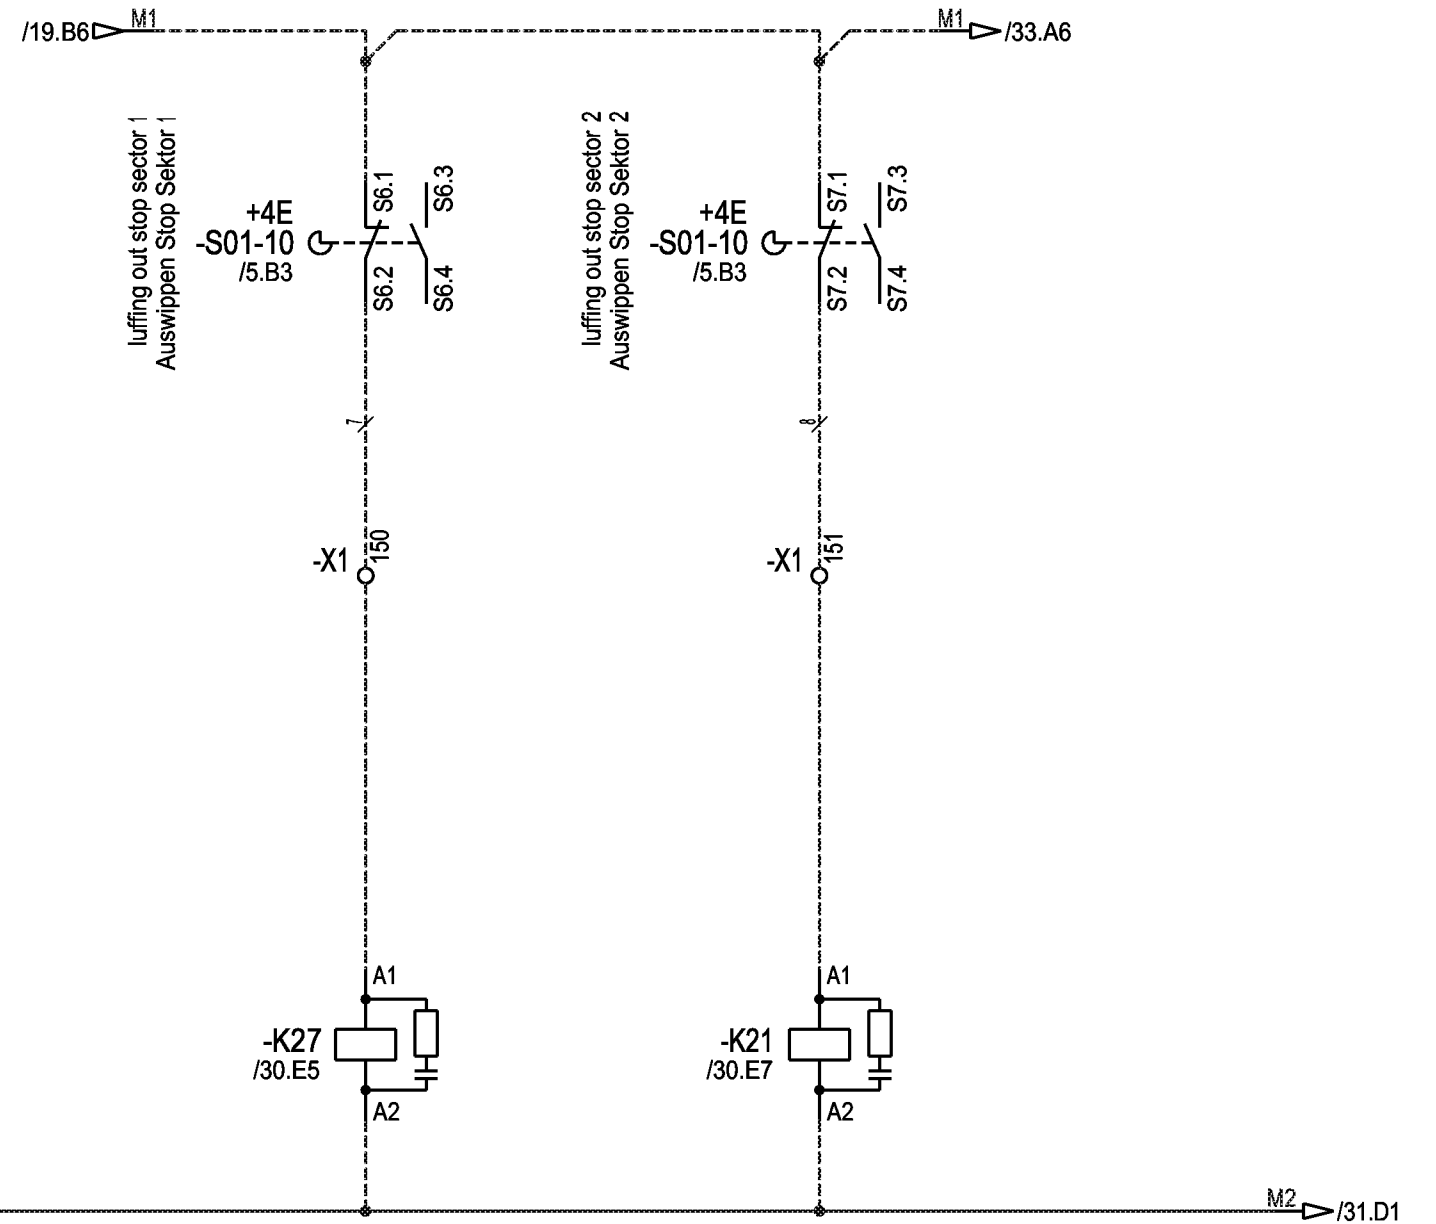 /19.B6
M1
M1
/33.A6
luffing out stop sector 1
Auswippen Stop Sektor 1
+4E
-S01-10
/5.B3
S6.1
S6.2
S6.3
S6.4
luffing out stop sector 2
Auswippen Stop Sektor 2
+4E
-S01-10
/5.B3
S7.1
S7.2
S7.3
S7.4
7
8
-X1
150
-X1
151
A1
-K27
/30.E5
A2
A1
-K21
/30.E7
A2
M2
/31.D1